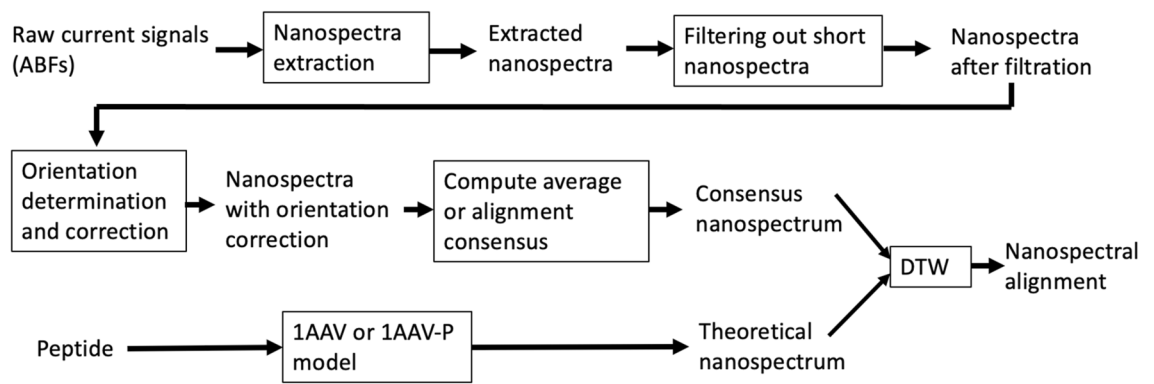 Raw current signals
(ABFs)
Nanospectra
extraction
Extracted
nanospectra
Filtering out short
nanospectra
Nanospectra
after filtration
Orientation
determination
and correction
Nanospectra
with orientation
correction
Compute average
or alignment
consensus
Consensus
nanospectrum
DTW
Nanospectral
alignment
Peptide
1AAV or 1AAV-P
model
Theoretical
nanospectrum